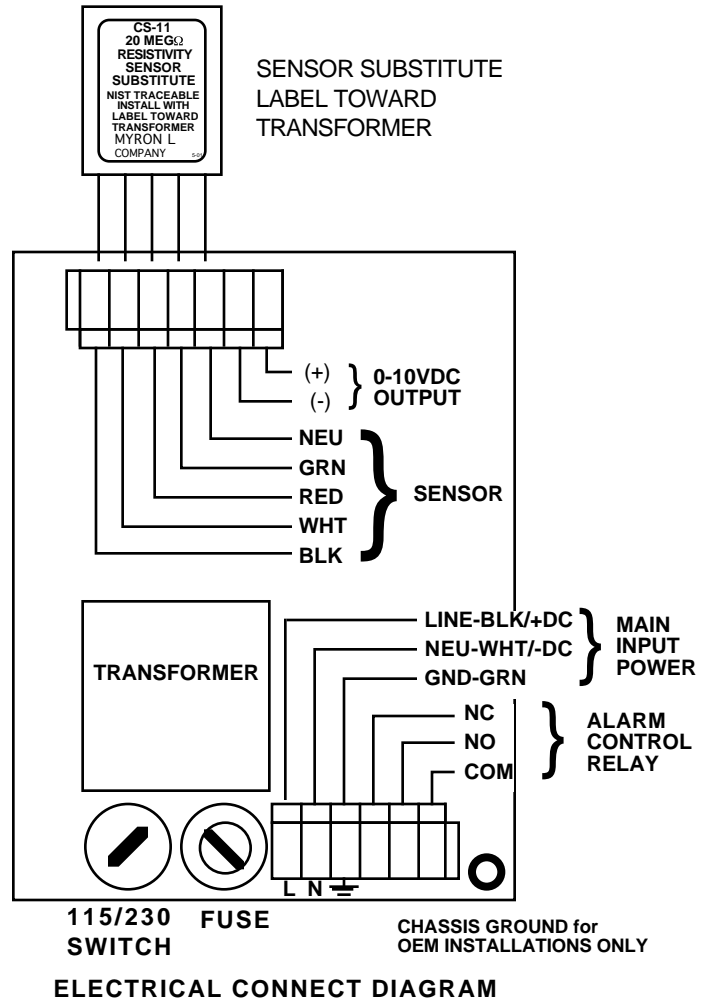 CS-11
20 MEGΩ
RESISTIVITY
SENSOR
SUBSTITUTE
NIST TRACEABLE
INSTALL WITH
LABEL TOWARD
TRANSFORMER
MYRON L
COMPANY
5-01
SENSOR SUBSTITUTE
LABEL TOWARD
TRANSFORMER
(+)
(-)
0-10VDC
OUTPUT
NEU
GRN
RED
WHT
BLK
SENSOR
LINE-BLK/+DC
NEU-WHT/-DC
GND-GRN
MAIN
INPUT
POWER
NC
NO
COM
ALARM
CONTROL
RELAY
TRANSFORMER
L N
115/230
SWITCH
FUSE
CHASSIS GROUND for
OEM INSTALLATIONS ONLY
ELECTRICAL CONNECT DIAGRAM